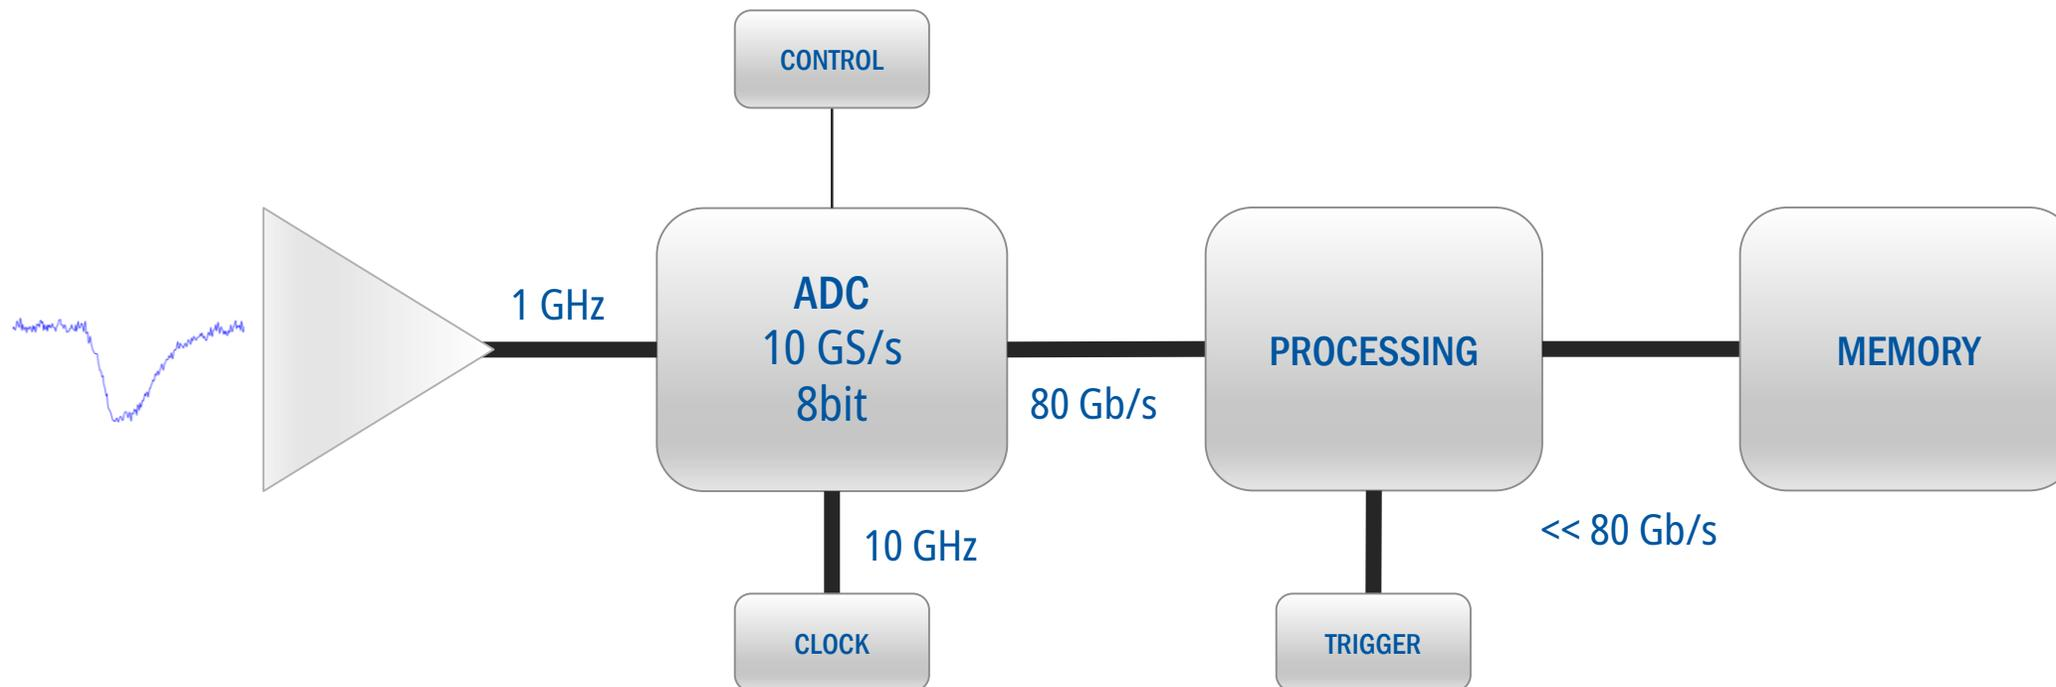 CONTROL
1 GHz
ADC
10 GS/s
8bit
80 Gb/s
PROCESSING
MEMORY
10 GHz
<< 80 Gb/s
CLOCK
TRIGGER